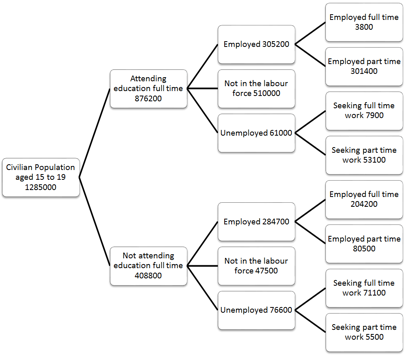 Civilian Population
aged 15 to 19
1285000
Attending
education full time
876200
Employed 305200
Employed full time
3800
Employed part time
301400
Not in the labour
force 510000
Unemployed 61000
Seeking full time
work 7900
Seeking part time
work 53100
Not attending
education full time
408800
Employed 284700
Employed full time
204200
Employed part time
80500
Not in the labour
force 47500
Unemployed 76600
Seeking full time
work 71100
Seeking part time
work 5500